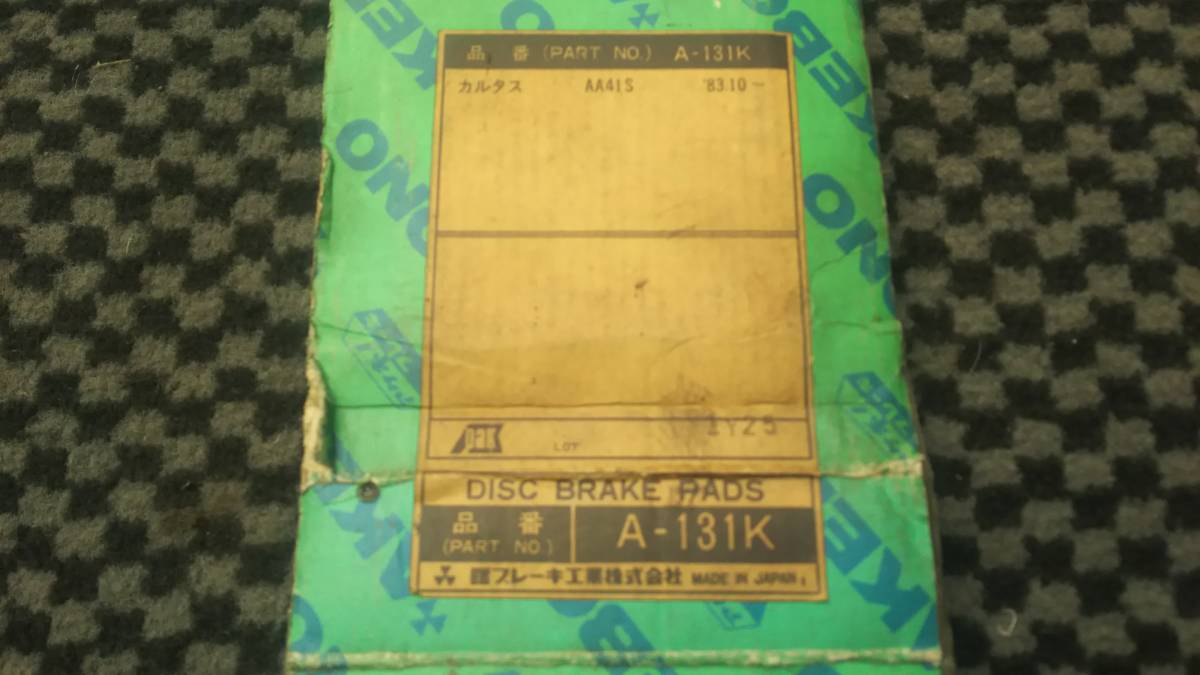 品 番 (PART NO.) A-131K
カルタス AA41S '83.10~
LOT 1Y25
DISC BRAKE PADS
品 番 (PART NO.) A-131K
ブレーキ工業株式会社 MADE IN JAPAN